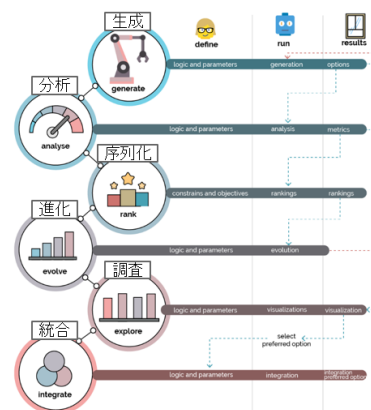 生成
define
run
results
logic and parameters
generation
options
generate
分析
logic and parameters
analysis
metrics
analyse
序列化
constrains and objectives
rankings
rankings
rank
進化
logic and parameters
evolution
evolve
調査
logic and parameters
visualizations
visualization
explore
select
preferred option
統合
logic and parameters
integration
integration
preffered option
integrate